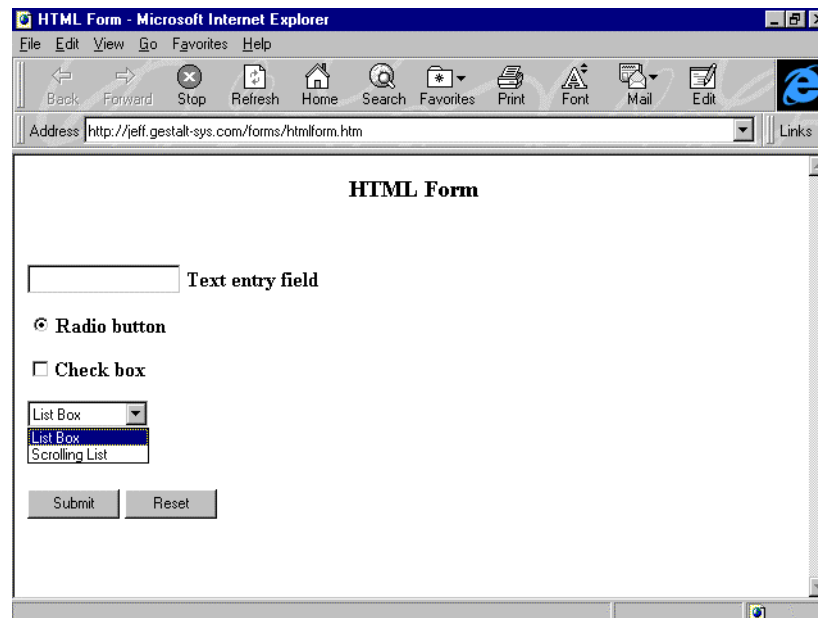 HTML Form - Microsoft Internet Explorer
File Edit View Go Favorites Help
Back Forward Stop Refresh Home Search Favorites Print Font Mail Edit
Address http://jeff.gestalt-sys.com/forms/htmlform.htm Links
HTML Form
Text entry field
Radio button
Check box
List Box
List Box
Scrolling List
Submit Reset